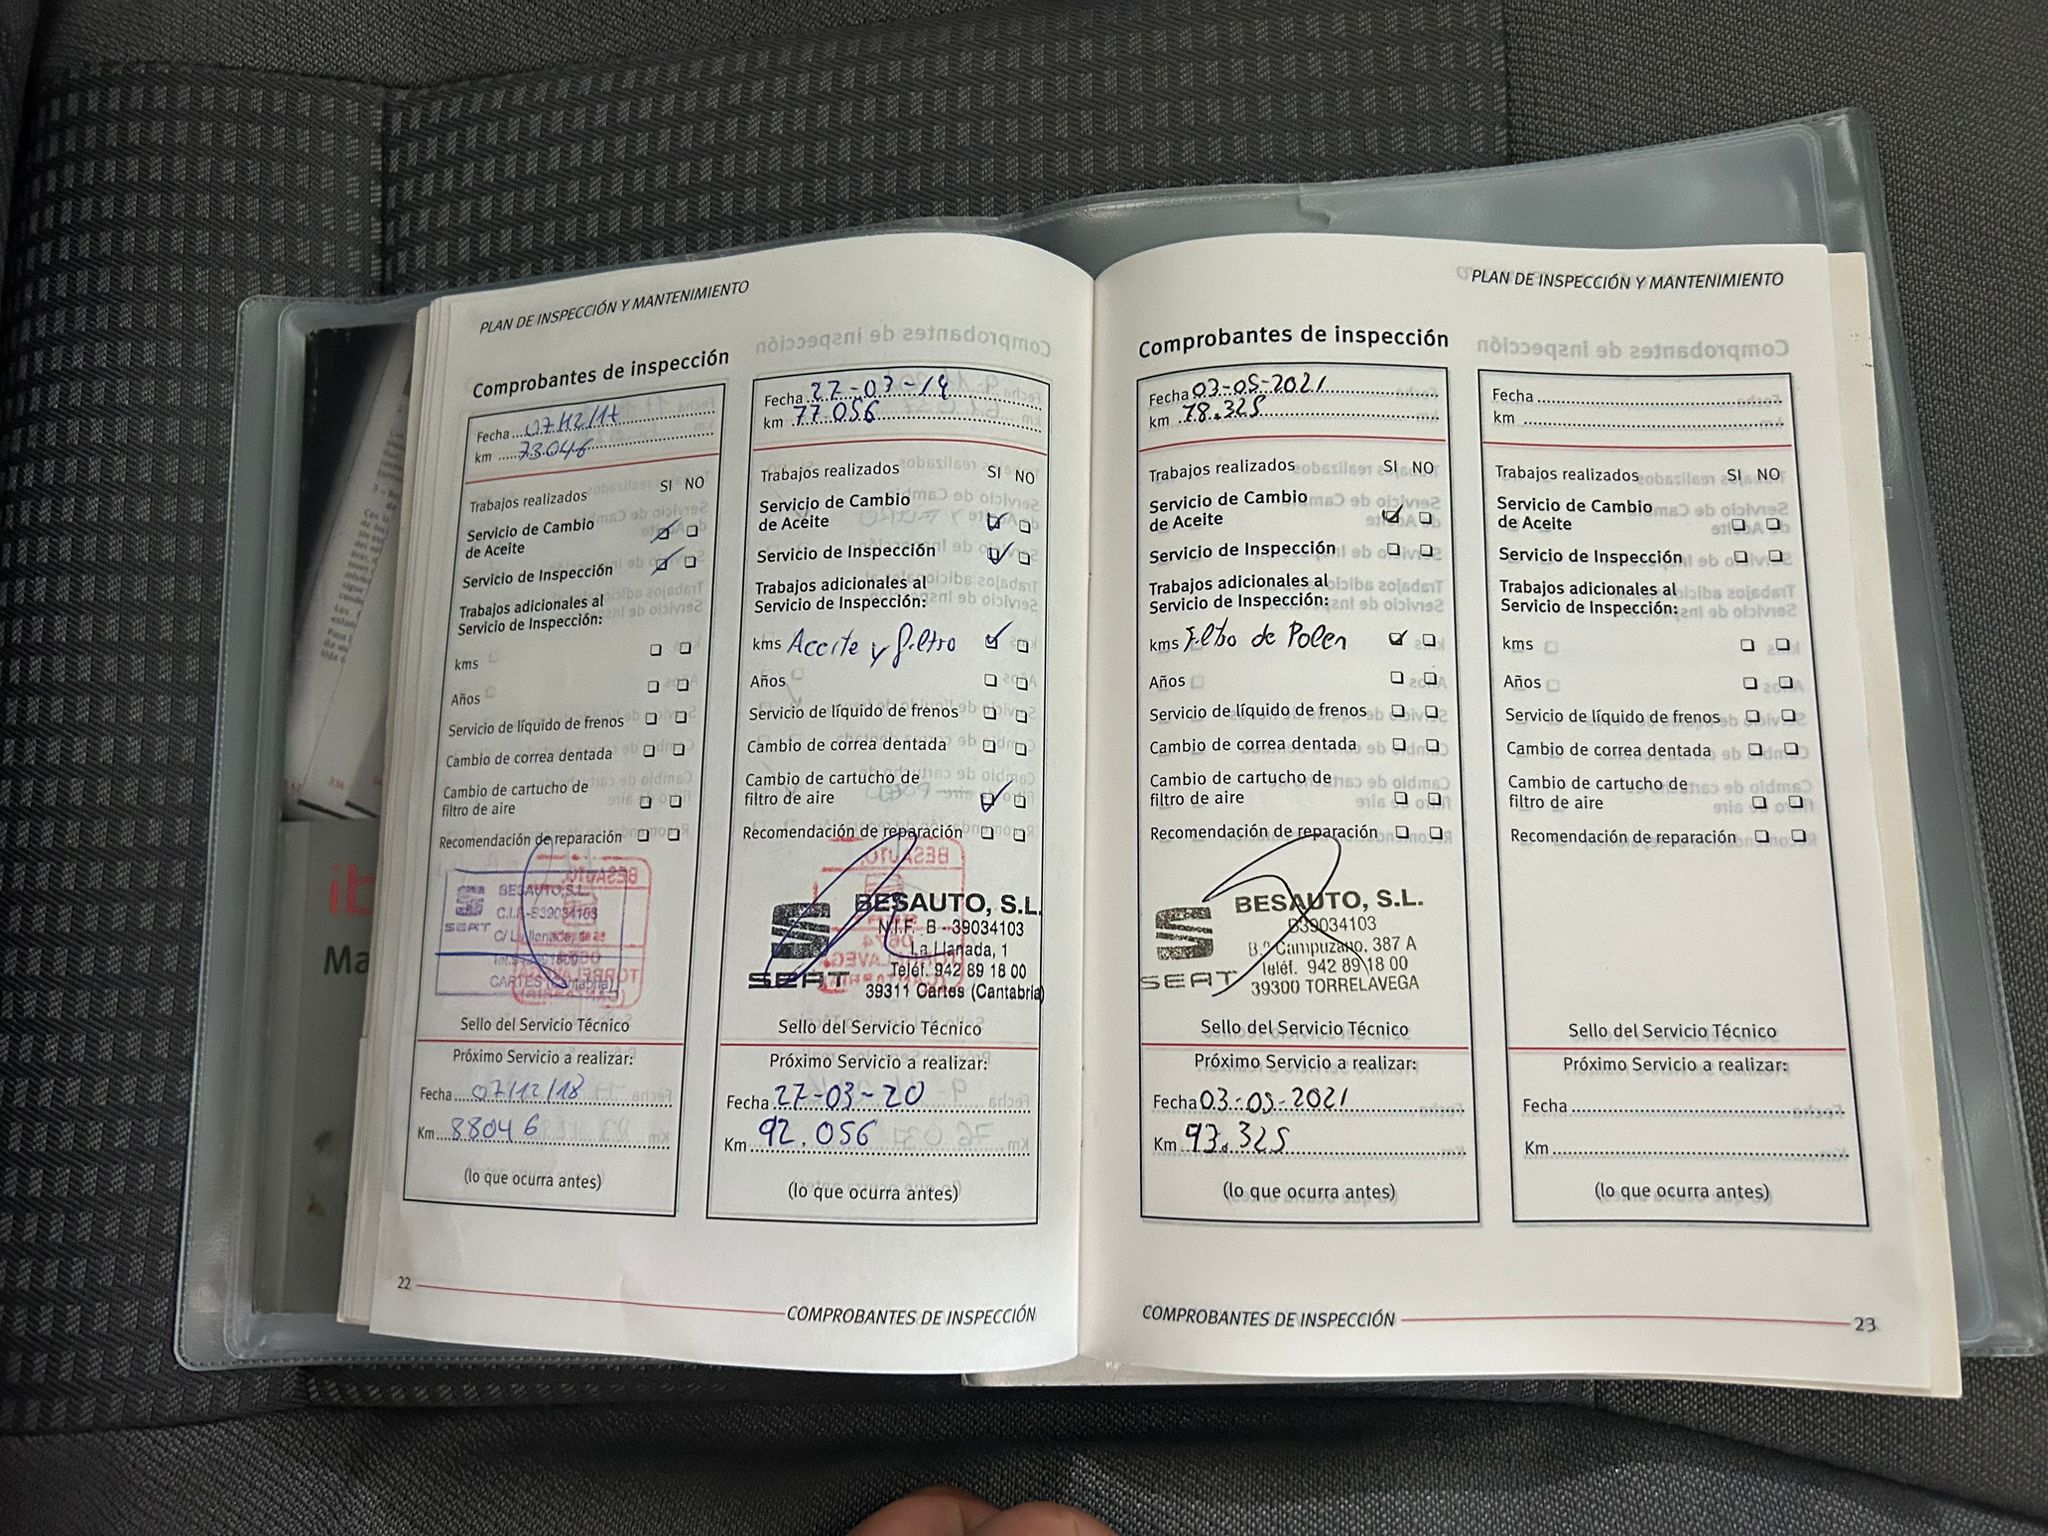 PLAN DE INSPECCIÓN Y MANTENIMIENTO
Comprobantes de inspección
Fecha 07/12/17
km 73046
Trabajos realizados SI NO
Servicio de Cambio
de Aceite
Servicio de Inspección
Trabajos adicionales al
Servicio de Inspección:
kms
Años
Servicio de líquido de frenos
Cambio de correa dentada
Cambio de cartucho de
filtro de aire
Recomendación de reparación
BESAUTO, S.L.
C.I.F.-B39034103
SEAT
CARTES (Cantabria)
Sello del Servicio Técnico
Próximo Servicio a realizar:
Fecha 07/12/18
Km 88046
(lo que ocurra antes)
Fecha 27-03-19
km 77.056
Trabajos realizados SI NO
Servicio de Cambio
de Aceite
Servicio de Inspección
Trabajos adicionales al
Servicio de Inspección:
kms Aceite y filtro
Años
Servicio de líquido de frenos
Cambio de correa dentada
Cambio de cartucho de
filtro de aire
Recomendación de reparación
BESAUTO, S.L.
N.I.F. B - 39034103
La Llanada, 1
Teléf. 942 89 18 00
SEAT
39311 Cartes (Cantabria)
Sello del Servicio Técnico
Próximo Servicio a realizar:
Fecha 27-03-20
Km 92.056
(lo que ocurra antes)
22
COMPROBANTES DE INSPECCIÓN
PLAN DE INSPECCIÓN Y MANTENIMIENTO
Comprobantes de inspección
Fecha 03-05-2021
km 78.325
Trabajos realizados SI NO
Servicio de Cambio
de Aceite
Servicio de Inspección
Trabajos adicionales al
Servicio de Inspección:
kms Filtro de Polen
Años
Servicio de líquido de frenos
Cambio de correa dentada
Cambio de cartucho de
filtro de aire
Recomendación de reparación
BESAUTO, S.L.
B39034103
B.º Campuzano, 387 A
Teléf. 942 89 18 00
SEAT
39300 TORRELAVEGA
Sello del Servicio Técnico
Próximo Servicio a realizar:
Fecha 03-05-2021
Km 93.325
(lo que ocurra antes)
Fecha
km
Trabajos realizados SI NO
Servicio de Cambio
de Aceite
Servicio de Inspección
Trabajos adicionales al
Servicio de Inspección:
kms
Años
Servicio de líquido de frenos
Cambio de correa dentada
Cambio de cartucho de
filtro de aire
Recomendación de reparación
Sello del Servicio Técnico
Próximo Servicio a realizar:
Fecha
Km
(lo que ocurra antes)
COMPROBANTES DE INSPECCIÓN
23